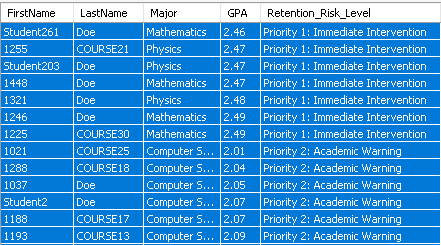 FirstName LastName Major GPA Retention_Risk_Level
Student261 Doe Mathematics 2.46 Priority 1: Immediate Intervention
1255 COURSE21 Physics 2.47 Priority 1: Immediate Intervention
Student203 Doe Physics 2.47 Priority 1: Immediate Intervention
1448 Doe Mathematics 2.47 Priority 1: Immediate Intervention
1321 Doe Physics 2.48 Priority 1: Immediate Intervention
1246 Doe Mathematics 2.49 Priority 1: Immediate Intervention
1225 COURSE30 Mathematics 2.49 Priority 1: Immediate Intervention
1021 COURSE25 Computer S... 2.01 Priority 2: Academic Warning
1288 COURSE18 Computer S... 2.04 Priority 2: Academic Warning
1037 Doe Computer S... 2.05 Priority 2: Academic Warning
Student2 Doe Computer S... 2.07 Priority 2: Academic Warning
1188 COURSE17 Computer S... 2.07 Priority 2: Academic Warning
1193 COURSE13 Computer S... 2.09 Priority 2: Academic Warning